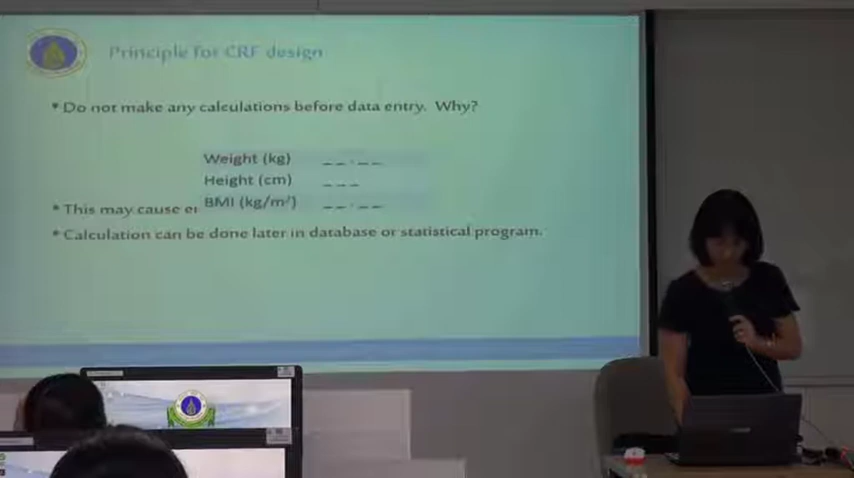 Principle for CRF design
* Do not make any calculations before data entry. Why?
Weight (kg) _ _ . _ _
Height (cm) _ _ _
BMI (kg/m²) _ _ . _ _
* This may cause
* Calculation can be done later in database or statistical program.